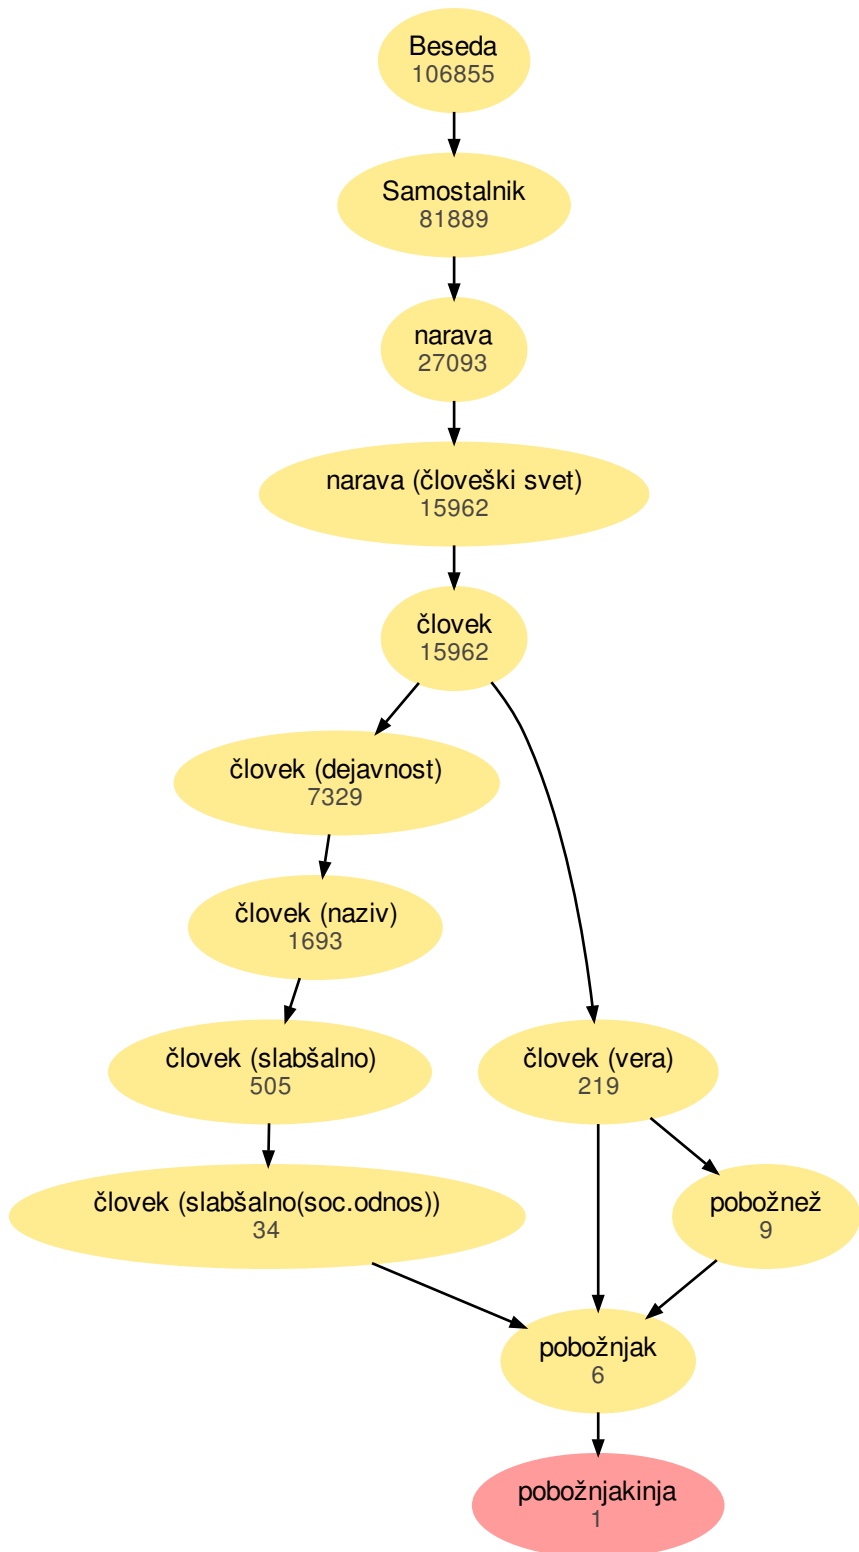 Beseda
106855
Samostalnik
81889
narava
27093
narava (človeški svet)
15962
človek
15962
človek (dejavnost)
7329
človek (naziv)
1693
človek (slabšalno)
505
človek (vera)
219
človek (slabšalno(soc.odnos))
34
pobožnež
9
pobožnjak
6
pobožnjakinja
1